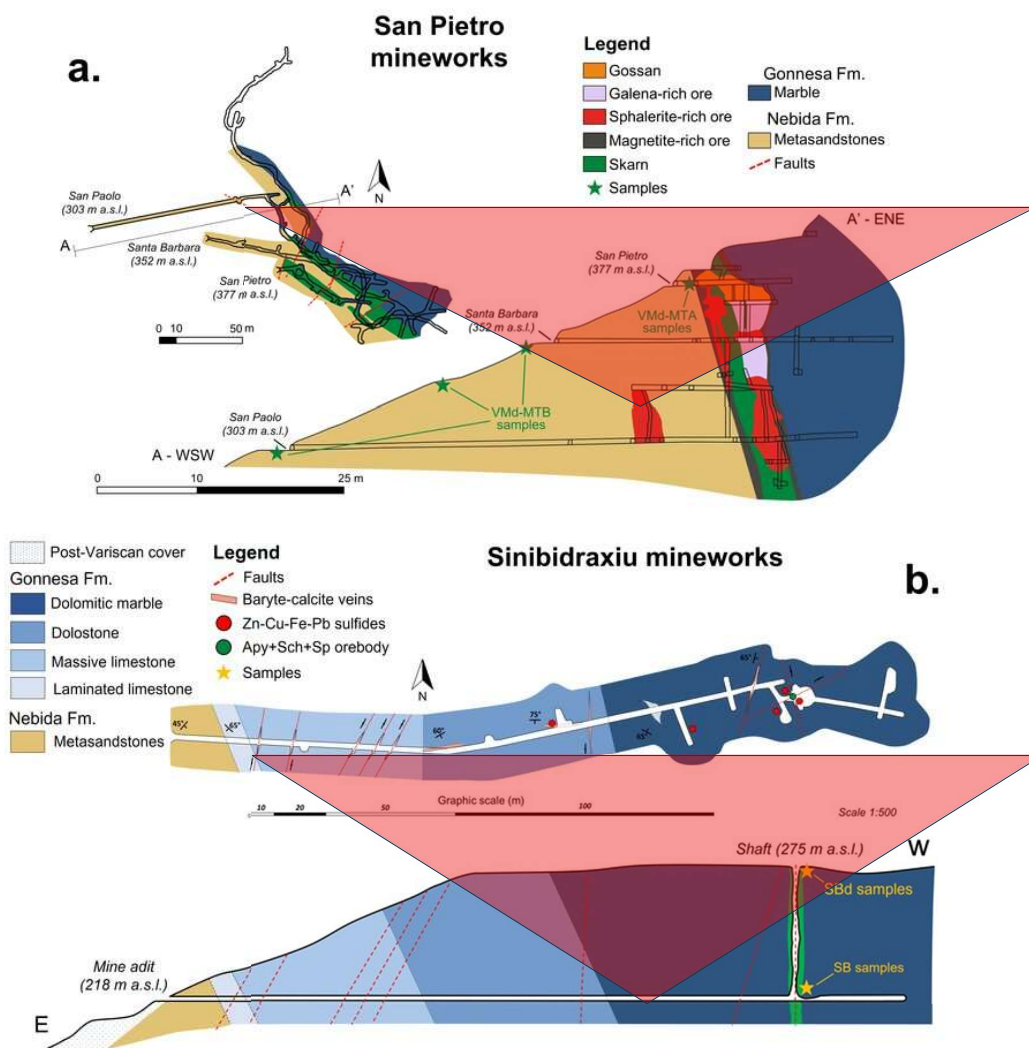 San Pietro
mineworks
a.
Legend
Gossan
Galena-rich ore
Sphalerite-rich ore
Magnetite-rich ore
Skarn
Samples
Gonnesa Fm.
Marble
Nebida Fm.
Metasandstones
Faults
N
A'
San Paolo
(303 m a.s.l.)
A
Santa Barbara
(352 m a.s.l.)
San Pietro
(377 m a.s.l.)
0 10 50 m
A' - ENE
San Pietro
(377 m a.s.l.)
VMd-MTA
samples
Santa Barbara
(352 m a.s.l.)
VMd-MTB
samples
San Paolo
(303 m a.s.l.)
A - WSW
0 10 25 m
Sinibidraxiu mineworks
b.
Post-Variscan cover
Gonnesa Fm.
Dolomitic marble
Dolostone
Massive limestone
Laminated limestone
Nebida Fm.
Metasandstones
Legend
Faults
Baryte-calcite veins
Zn-Cu-Fe-Pb sulfides
Apy+Sch+Sp orebody
Samples
N
45°
65°
60°
75°
65°
10 20 50 100
Graphic scale (m)
Scale 1:500
Shaft (275 m a.s.l.)
W
SBd samples
SB samples
Mine adit
(218 m a.s.l.)
E